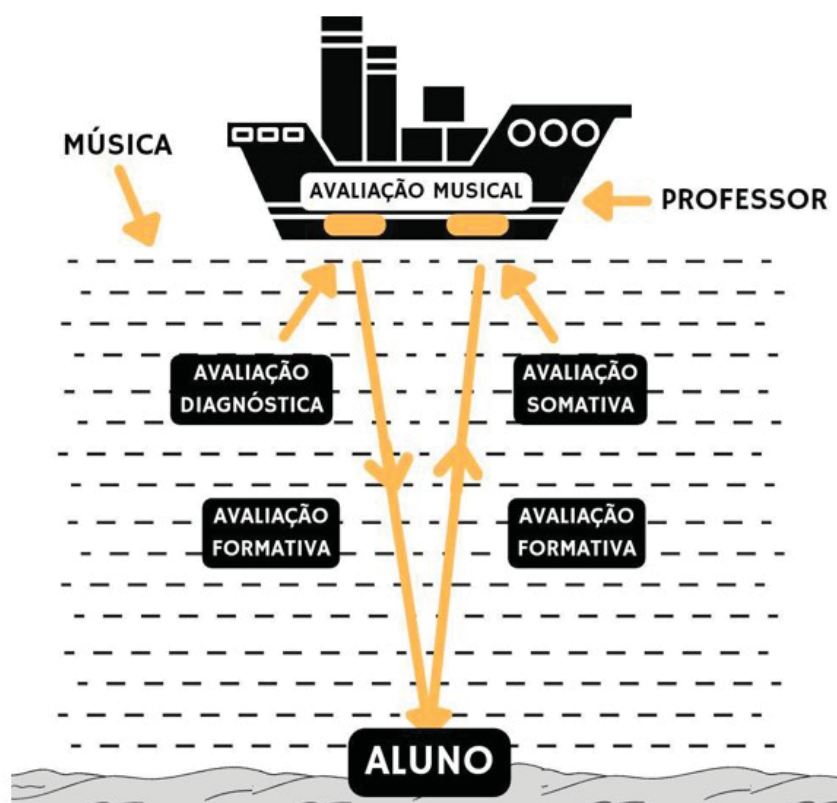 MÚSICA
AVALIAÇÃO MUSICAL
PROFESSOR
AVALIAÇÃO
DIAGNÓSTICA
AVALIAÇÃO
SOMATIVA
AVALIAÇÃO
FORMATIVA
AVALIAÇÃO
FORMATIVA
ALUNO